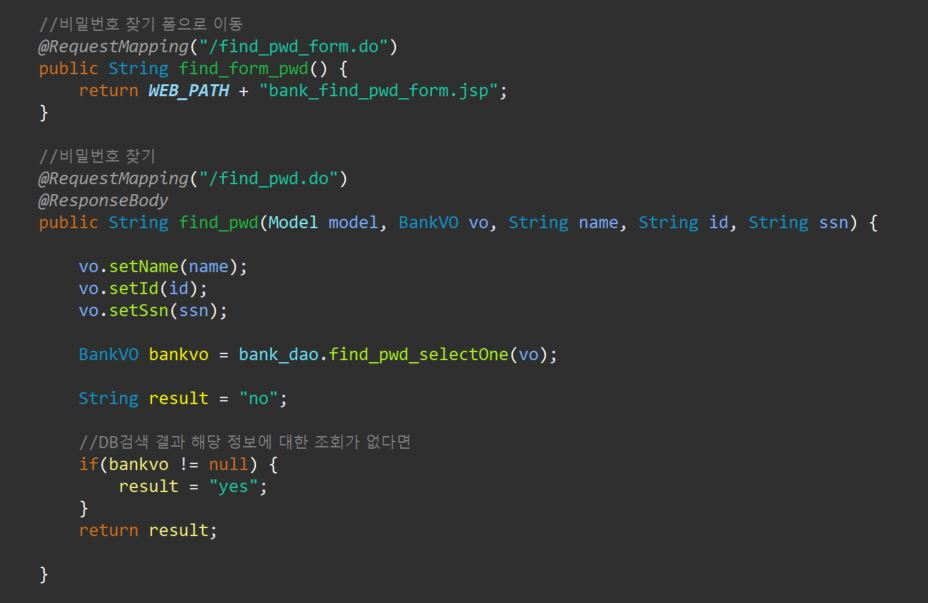 //비밀번호 찾기 폼으로 이동
@RequestMapping("/find_pwd_form.do")
public String find_form_pwd() {
return WEB_PATH + "bank_find_pwd_form.jsp";
}
//비밀번호 찾기
@RequestMapping("/find_pwd.do")
@ResponseBody
public String find_pwd(Model model, BankVO vo, String name, String id, String ssn) {
vo.setName(name);
vo.setId(id);
vo.setSsn(ssn);
BankVO bankvo = bank_dao.find_pwd_selectOne(vo);
String result = "no";
//DB검색 결과 해당 정보에 대한 조회가 없다면
if(bankvo != null) {
result = "yes";
}
return result;
}